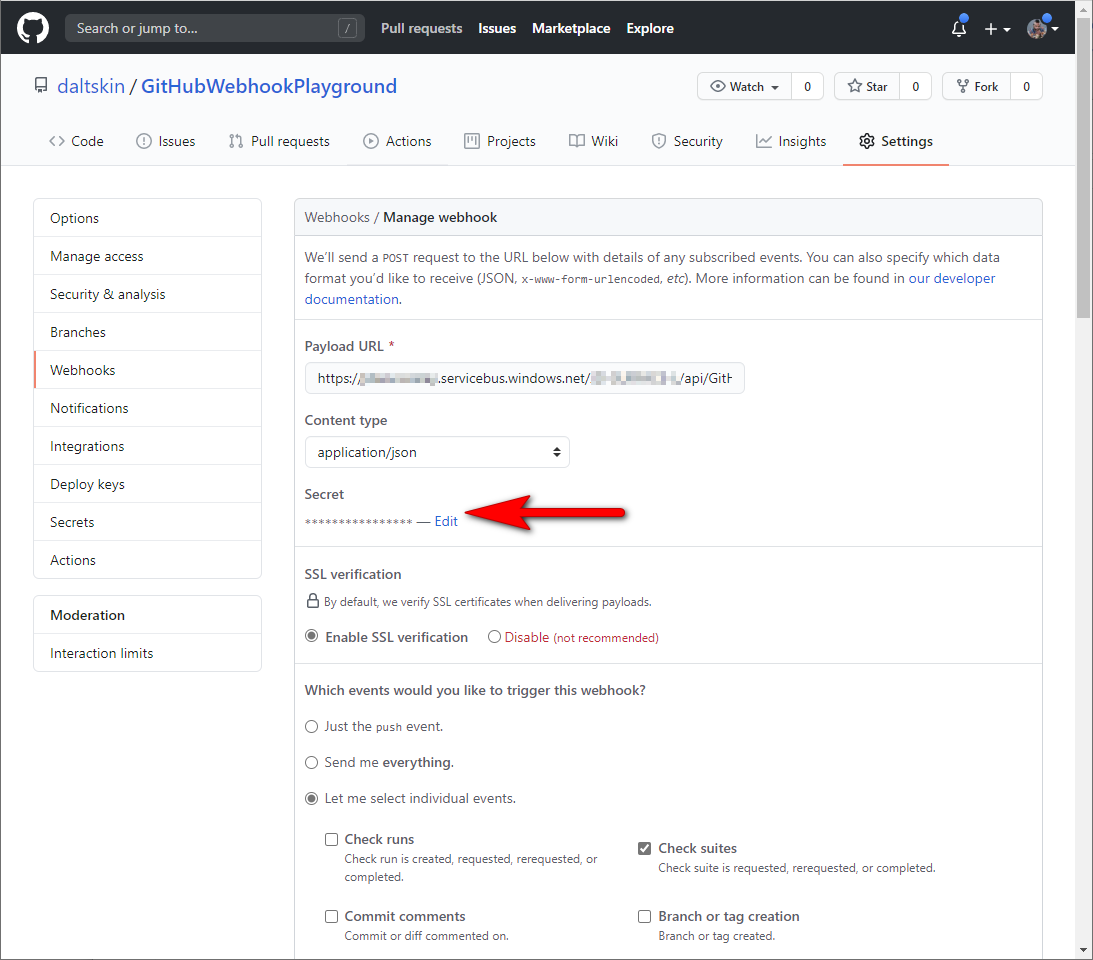 Search or jump to... / Pull requests Issues Marketplace Explore
daltskin / GitHubWebhookPlayground Watch 0 Star 0 Fork 0
Code Issues Pull requests Actions Projects Wiki Security Insights Settings
Options
Manage access
Security & analysis
Branches
Webhooks
Notifications
Integrations
Deploy keys
Secrets
Actions
Moderation
Interaction limits
Webhooks / Manage webhook
We’ll send a POST request to the URL below with details of any subscribed events. You can also specify which data
format you’d like to receive (JSON, x-www-form-urlencoded, etc). More information can be found in our developer
documentation.
Payload URL *
https:// .servicebus.windows.net/ /api/GitH
Content type
application/json
Secret
**************** — Edit
SSL verification
By default, we verify SSL certificates when delivering payloads.
Enable SSL verification Disable (not recommended)
Which events would you like to trigger this webhook?
Just the push event.
Send me everything.
Let me select individual events.
Check runs
Check run is created, requested, rerequested, or
completed.
Check suites
Check suite is requested, rerequested, or completed.
Commit comments
Commit or diff commented on.
Branch or tag creation
Branch or tag created.